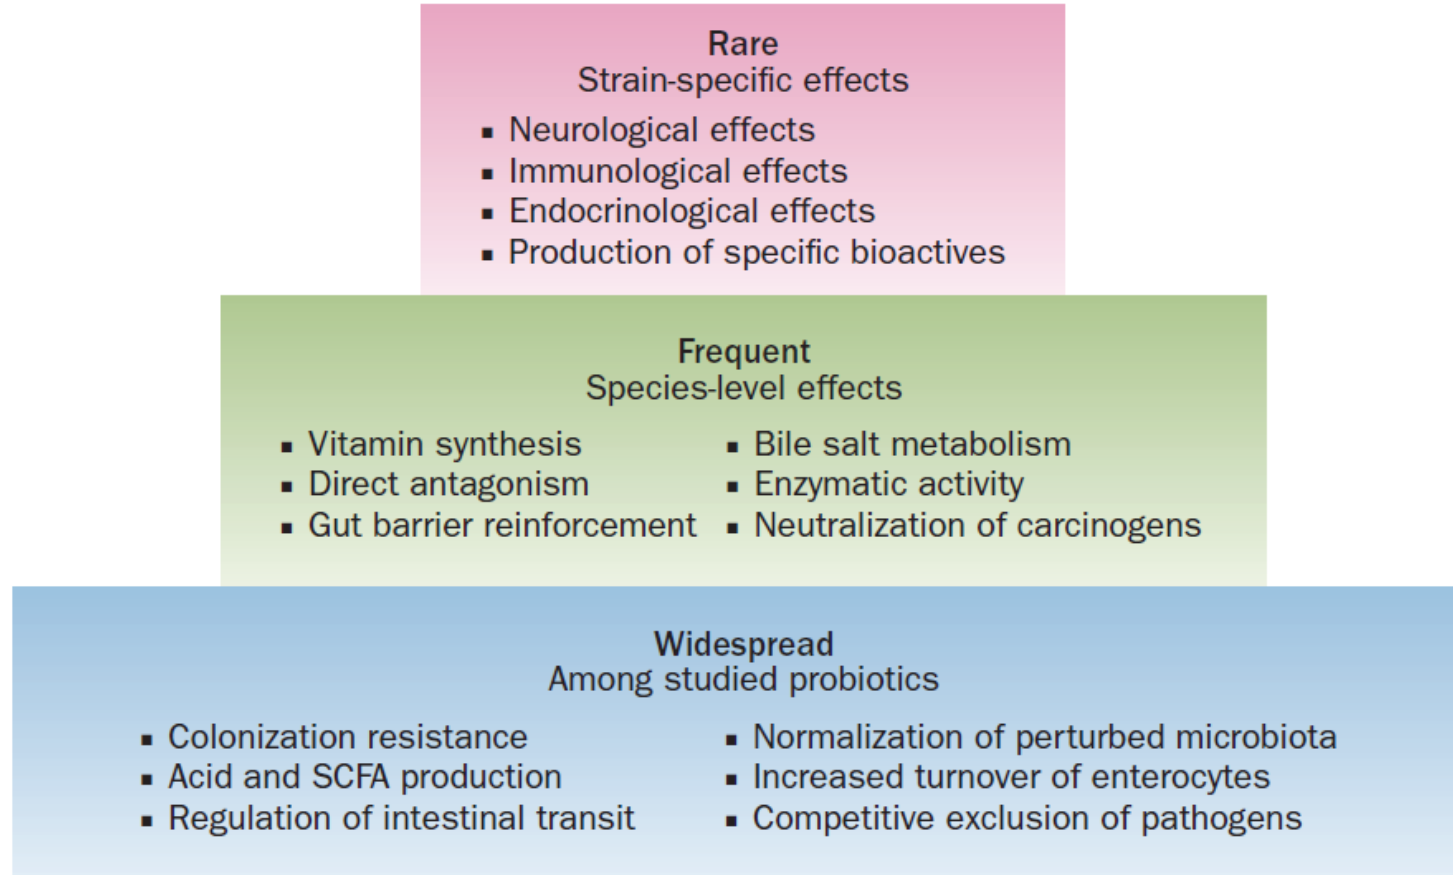 Rare
Strain-specific effects
▪ Neurological effects
▪ Immunological effects
▪ Endocrinological effects
▪ Production of specific bioactives
Frequent
Species-level effects
▪ Vitamin synthesis
▪ Direct antagonism
▪ Gut barrier reinforcement
▪ Bile salt metabolism
▪ Enzymatic activity
▪ Neutralization of carcinogens
Widespread
Among studied probiotics
▪ Colonization resistance
▪ Acid and SCFA production
▪ Regulation of intestinal transit
▪ Normalization of perturbed microbiota
▪ Increased turnover of enterocytes
▪ Competitive exclusion of pathogens